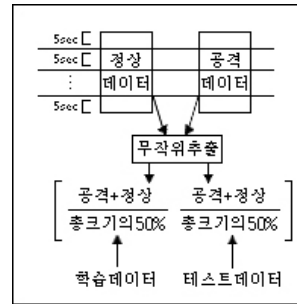 5sec
5sec 정상 공격
⋮ 데이터 데이터
5sec
무작위추출
공격+정상 공격+정상
총크기의50% 총크기의50%
학습데이터 테스트데이터